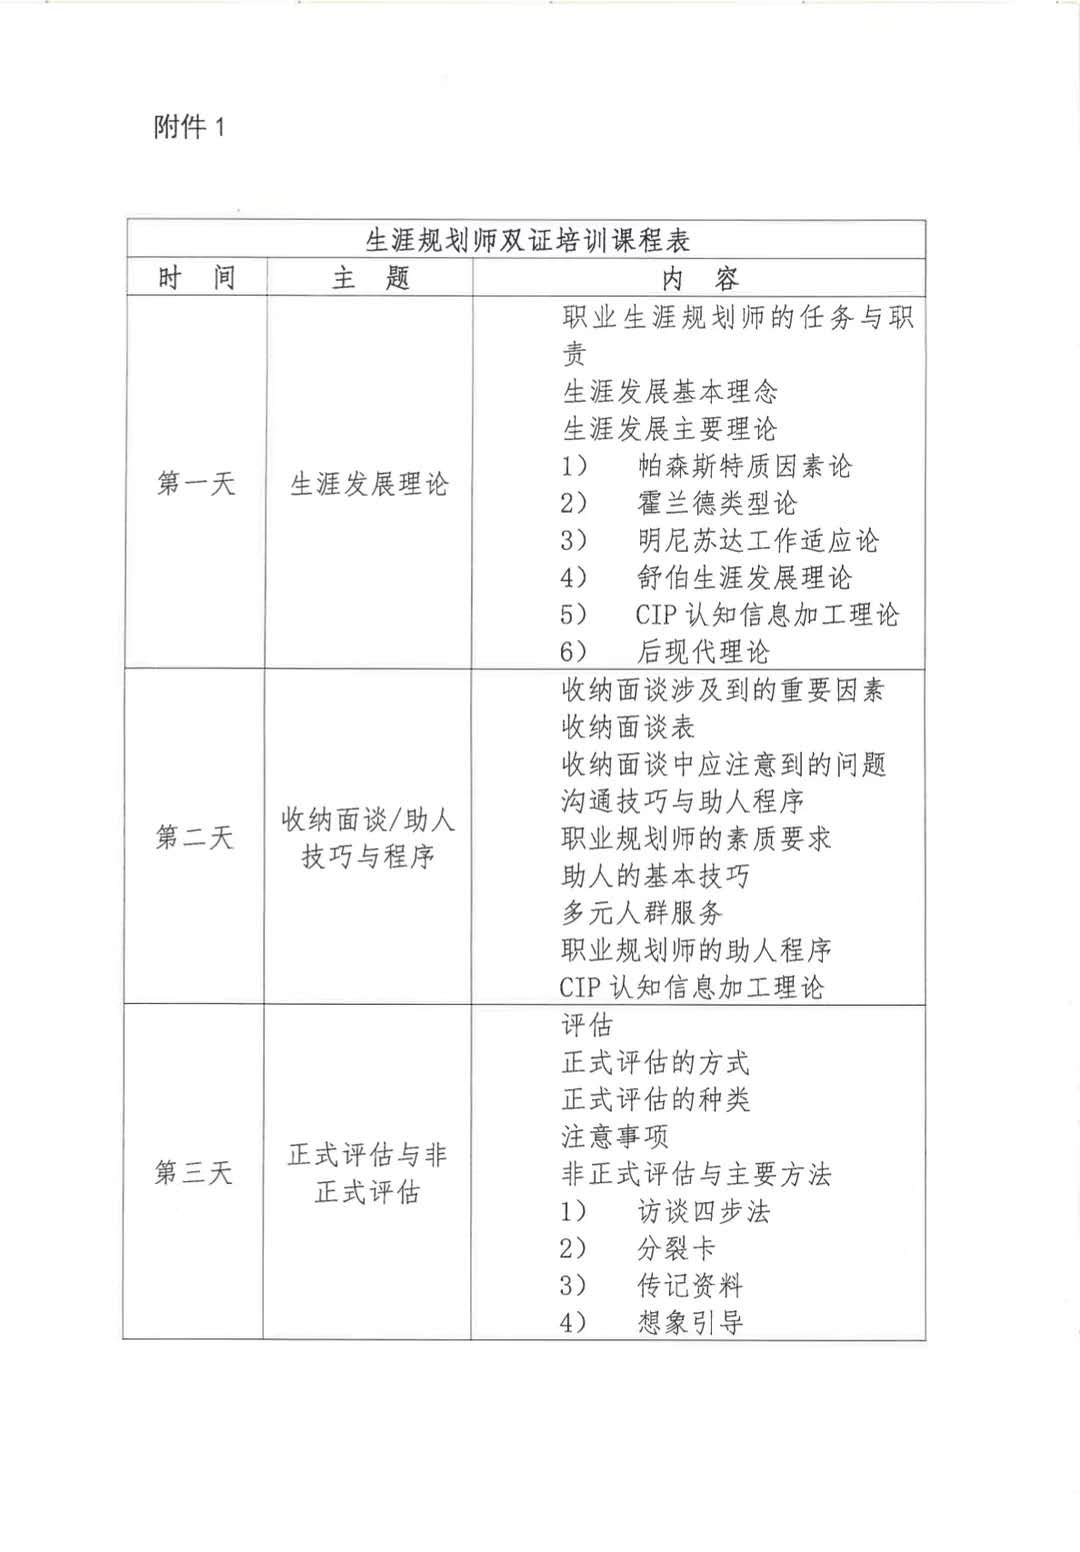 附件 1
生涯规划师双证培训课程表
时 间 主 题 内 容
第一天
生涯发展理论
职业生涯规划师的任务与职
责
生涯发展基本理念
生涯发展主要理论
1) 帕森斯特质因素论
2) 霍兰德类型论
3) 明尼苏达工作适应论
4) 舒伯生涯发展理论
5) CIP 认知信息加工理论
6) 后现代理论
第二天
收纳面谈/助人
技巧与程序
收纳面谈涉及到的重要因素
收纳面谈表
收纳面谈中应注意到的问题
沟通技巧与助人程序
职业规划师的素质要求
助人的基本技巧
多元人群服务
职业规划师的助人程序
CIP 认知信息加工理论
第三天
正式评估与非
正式评估
评估
正式评估的方式
正式评估的种类
注意事项
非正式评估与主要方法
1) 访谈四步法
2) 分裂卡
3) 传记资料
4) 想象引导